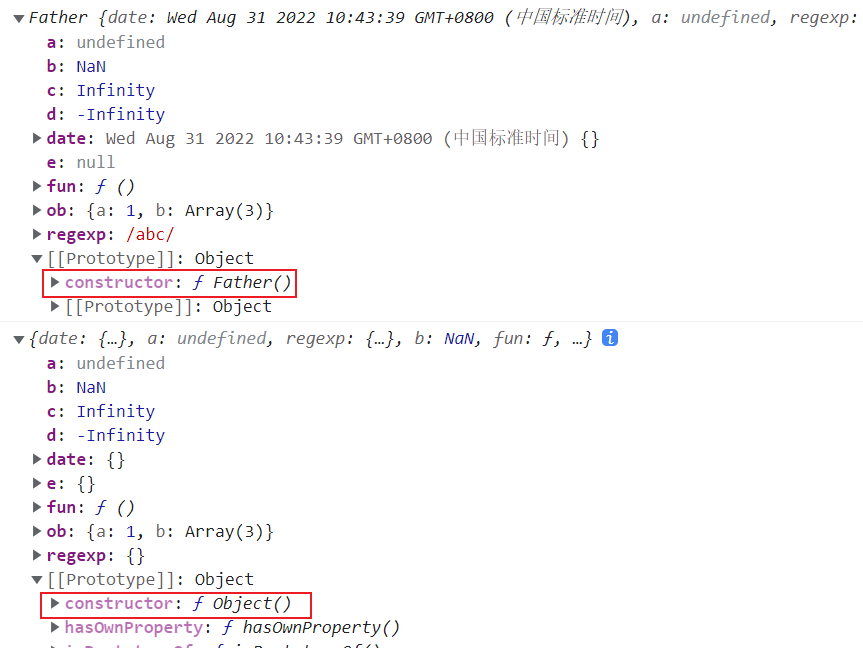 Father {date: Wed Aug 31 2022 10:43:39 GMT+0800 (中国标准时间), a: undefined, regexp:
a: undefined
b: NaN
c: Infinity
d: -Infinity
date: Wed Aug 31 2022 10:43:39 GMT+0800 (中国标准时间) {}
e: null
fun: ƒ ()
ob: {a: 1, b: Array(3)}
regexp: /abc/
[[Prototype]]: Object
constructor: ƒ Father()
[[Prototype]]: Object
{date: {…}, a: undefined, regexp: {…}, b: NaN, fun: ƒ, …} i
a: undefined
b: NaN
c: Infinity
d: -Infinity
date: {}
e: {}
fun: ƒ ()
ob: {a: 1, b: Array(3)}
regexp: {}
[[Prototype]]: Object
constructor: ƒ Object()
hasOwnProperty: ƒ hasOwnProperty()